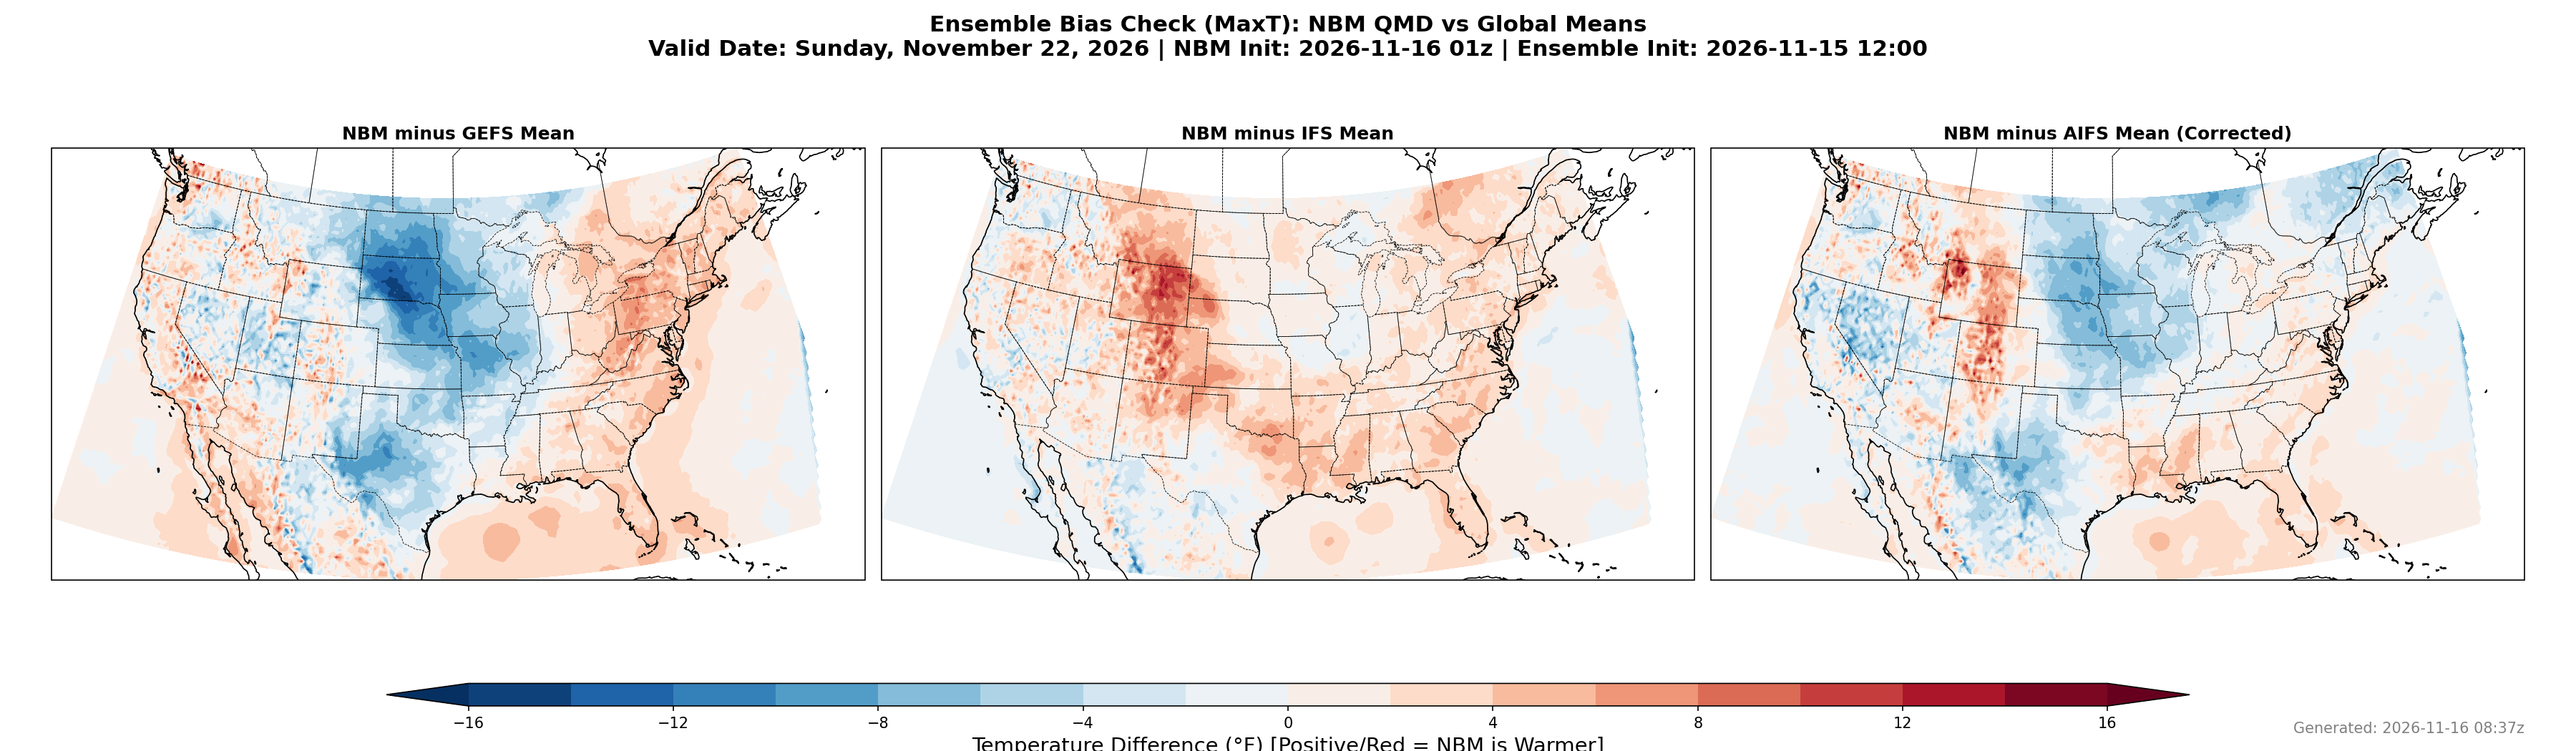 Ensemble Bias Check (MaxT): NBM QMD vs Global Means
Valid Date: Sunday, November 22, 2026 | NBM Init: 2026-11-16 01z | Ensemble Init: 2026-11-15 12:00
NBM minus GEFS Mean
NBM minus IFS Mean
NBM minus AIFS Mean (Corrected)
−16 −12 −8 −4 0 4 8 12 16
Generated: 2026-11-16 08:37z
Temperature Difference (°F) [Positive/Red = NBM is Warmer]